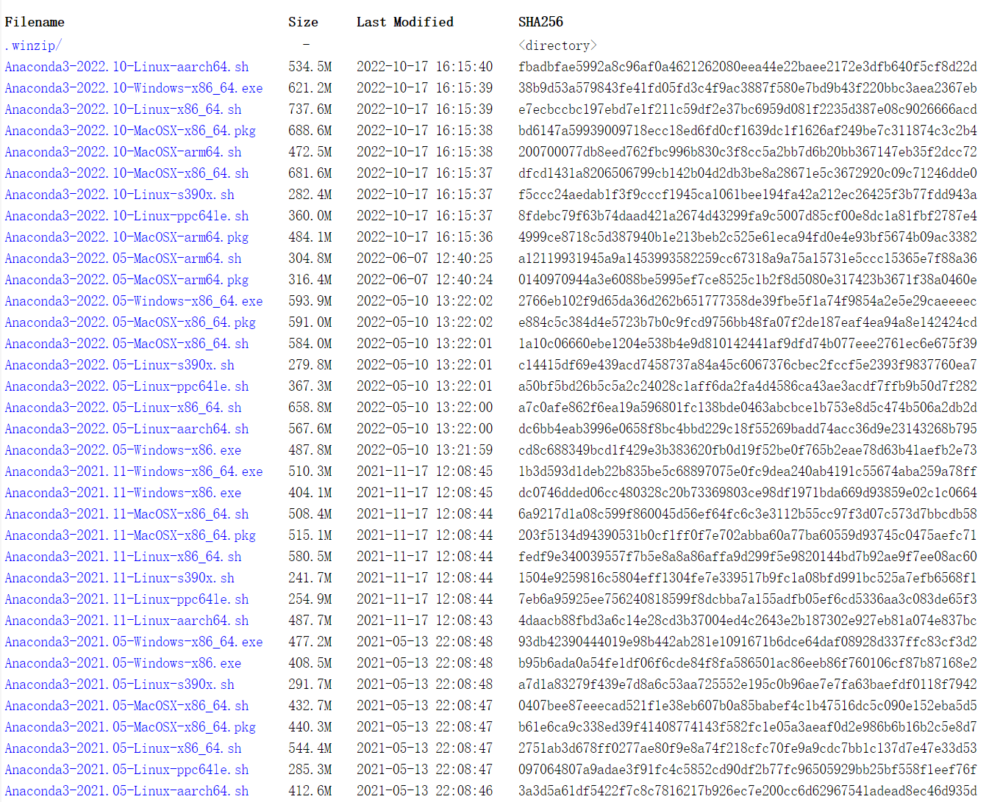 Filename Size Last Modified SHA256
.winzip/ - <directory>
Anaconda3-2022.10-Linux-aarch64.sh 534.5M 2022-10-17 16:15:40 fbadbfae5992a8c96af0a4621262080eea44e22baee2172e3dfb640f5cf8d22d
Anaconda3-2022.10-Windows-x86_64.exe 621.2M 2022-10-17 16:15:39 38b9d53a579843fe41fd05fd3c4f9ac3887f580e7bd9b43f220bbc3aea2367eb
Anaconda3-2022.10-Linux-x86_64.sh 737.6M 2022-10-17 16:15:39 e7ecbccbc197ebd7e1f211c59df2e37bc6959d081f2235d387e08c9026666acd
Anaconda3-2022.10-MacOSX-x86_64.pkg 688.6M 2022-10-17 16:15:38 bd6147a59939009718ecc18ed6fd0cf1639dc1f1626af249be7c311874c3c2b4
Anaconda3-2022.10-MacOSX-arm64.sh 472.5M 2022-10-17 16:15:38 200700077db8eed762fbc996b830c3f8cc5a2bb7d6b20bb367147eb35f2dcc72
Anaconda3-2022.10-MacOSX-x86_64.sh 681.6M 2022-10-17 16:15:37 dfcd1431a8206506799cb142b04d2db3be8a28671e5c3672920c09c71246dde0
Anaconda3-2022.10-Linux-s390x.sh 282.4M 2022-10-17 16:15:37 f5ccc24aedab1f3f9cccf1945ca1061bee194fa42a212ec26425f3b77fdd943a
Anaconda3-2022.10-Linux-ppc64le.sh 360.0M 2022-10-17 16:15:37 8fdebc79f63b74daad421a2674d43299fa9c5007d85cf00e8dc1a81fbf2787e4
Anaconda3-2022.10-MacOSX-arm64.pkg 484.1M 2022-10-17 16:15:36 4999ce8718c5d387940b1e213beb2c525e61eca94fd0e4e93bf5674b09ac3382
Anaconda3-2022.05-MacOSX-arm64.sh 304.8M 2022-06-07 12:40:25 a12119931945a9a1453993582259cc67318a9a75a15731e5ccc15365e7f88a36
Anaconda3-2022.05-MacOSX-arm64.pkg 316.4M 2022-06-07 12:40:24 0140970944a3e6088be5995ef7ce8525c1b2f8d5080e317423b3671f38a0460e
Anaconda3-2022.05-Windows-x86_64.exe 593.9M 2022-05-10 13:22:02 2766eb102f9d65da36d262b651777358de39fbe5f1a74f9854a2e5e29caeeeec
Anaconda3-2022.05-MacOSX-x86_64.pkg 591.0M 2022-05-10 13:22:02 e884c5c384d4e5723b7b0c9fcd9756bb48fa07f2de187eaf4ea94a8e142424cd
Anaconda3-2022.05-MacOSX-x86_64.sh 584.0M 2022-05-10 13:22:01 1a10c06660ebe1204e538b4e9d810142441af9dfd74b077eee2761ec6e675f39
Anaconda3-2022.05-Linux-s390x.sh 279.8M 2022-05-10 13:22:01 c14415df69e439acd7458737a84a45c6067376cbec2fccf5e2393f9837760ea7
Anaconda3-2022.05-Linux-ppc64le.sh 367.3M 2022-05-10 13:22:01 a50bf5bd26b5c5a2c24028c1aff6da2fa4d4586ca43ae3acdf7ffb9b50d7f282
Anaconda3-2022.05-Linux-x86_64.sh 658.8M 2022-05-10 13:22:00 a7c0afe862f6ea19a596801fc138bde0463abcbce1b753e8d5c474b506a2db2d
Anaconda3-2022.05-Linux-aarch64.sh 567.6M 2022-05-10 13:22:00 dc6bb4eab3996e0658f8bc4bbd229c18f55269badd74acc36d9e23143268b795
Anaconda3-2022.05-Windows-x86.exe 487.8M 2022-05-10 13:21:59 cd8c688349bcd1f429e3b383620fb0d19f52be0f765b2eae78d63b41aefb2e73
Anaconda3-2021.11-Windows-x86_64.exe 510.3M 2021-11-17 12:08:45 1b3d593d1deb22b835be5c68897075e0fc9dea240ab4191c55674aba259a78ff
Anaconda3-2021.11-Windows-x86.exe 404.1M 2021-11-17 12:08:45 dc0746dded06cc480328c20b73369803ce98df1971bda669d93859e02c1c0664
Anaconda3-2021.11-MacOSX-x86_64.sh 508.4M 2021-11-17 12:08:44 6a9217d1a08c599f860045d56ef64fc6c3e3112b55cc97f3d07c573d7bbcdb58
Anaconda3-2021.11-MacOSX-x86_64.pkg 515.1M 2021-11-17 12:08:44 203f5134d94390531b0cf1ff0f7e702abba60a77ba60559d93745c0475aefc71
Anaconda3-2021.11-Linux-x86_64.sh 580.5M 2021-11-17 12:08:44 fedf9e340039557f7b5e8a8a86affa9d299f5e9820144bd7b92ae9f7ee08ac60
Anaconda3-2021.11-Linux-s390x.sh 241.7M 2021-11-17 12:08:44 1504e9259816c5804eff1304fe7e339517b9fc1a08bfd991bc525a7efb6568f1
Anaconda3-2021.11-Linux-ppc64le.sh 254.9M 2021-11-17 12:08:44 7eb6a95925ee756240818599f8dcbba7a155adfb05ef6cd5336aa3c083de65f3
Anaconda3-2021.11-Linux-aarch64.sh 487.7M 2021-11-17 12:08:43 4daacb88fbd3a6c14e28cd3b37004ed4c2643e2b187302e927eb81a074e837bc
Anaconda3-2021.05-Windows-x86_64.exe 477.2M 2021-05-13 22:08:48 93db42390444019e98b442ab281e1091671b6dce64daf08928d337ffc83cf3d2
Anaconda3-2021.05-Windows-x86.exe 408.5M 2021-05-13 22:08:48 b95b6ada0a54fe1df06f6cde84f8fa586501ac86eeb86f760106cf87b87168e2
Anaconda3-2021.05-Linux-s390x.sh 291.7M 2021-05-13 22:08:48 a7d1a83279f439e7d8a6c53aa725552e195c0b96ae7e7fa63baefdf0118f7942
Anaconda3-2021.05-MacOSX-x86_64.sh 432.7M 2021-05-13 22:08:47 0407bee87eeecad521f1e38eb607b0a85babef4c1b47516dc5c090e152eba5d5
Anaconda3-2021.05-MacOSX-x86_64.pkg 440.3M 2021-05-13 22:08:47 b61e6ca9c338ed39f41408774143f582fc1e05a3aeaf0d2e986b6b16b2c5e8d7
Anaconda3-2021.05-Linux-x86_64.sh 544.4M 2021-05-13 22:08:47 2751ab3d678ff0277ae80f9e8a74f218cfc70fe9a9cdc7bb1c137d7e47e33d53
Anaconda3-2021.05-Linux-ppc64le.sh 285.3M 2021-05-13 22:08:47 097064807a9adae3f91fc4c5852cd90df2b77fc96505929bb25bf558f1eef76f
Anaconda3-2021.05-Linux-aarch64.sh 412.6M 2021-05-13 22:08:46 3a3d5a61df5422f7c8c7816217b926ec7e200cc6d62967541adead8ec46d935d